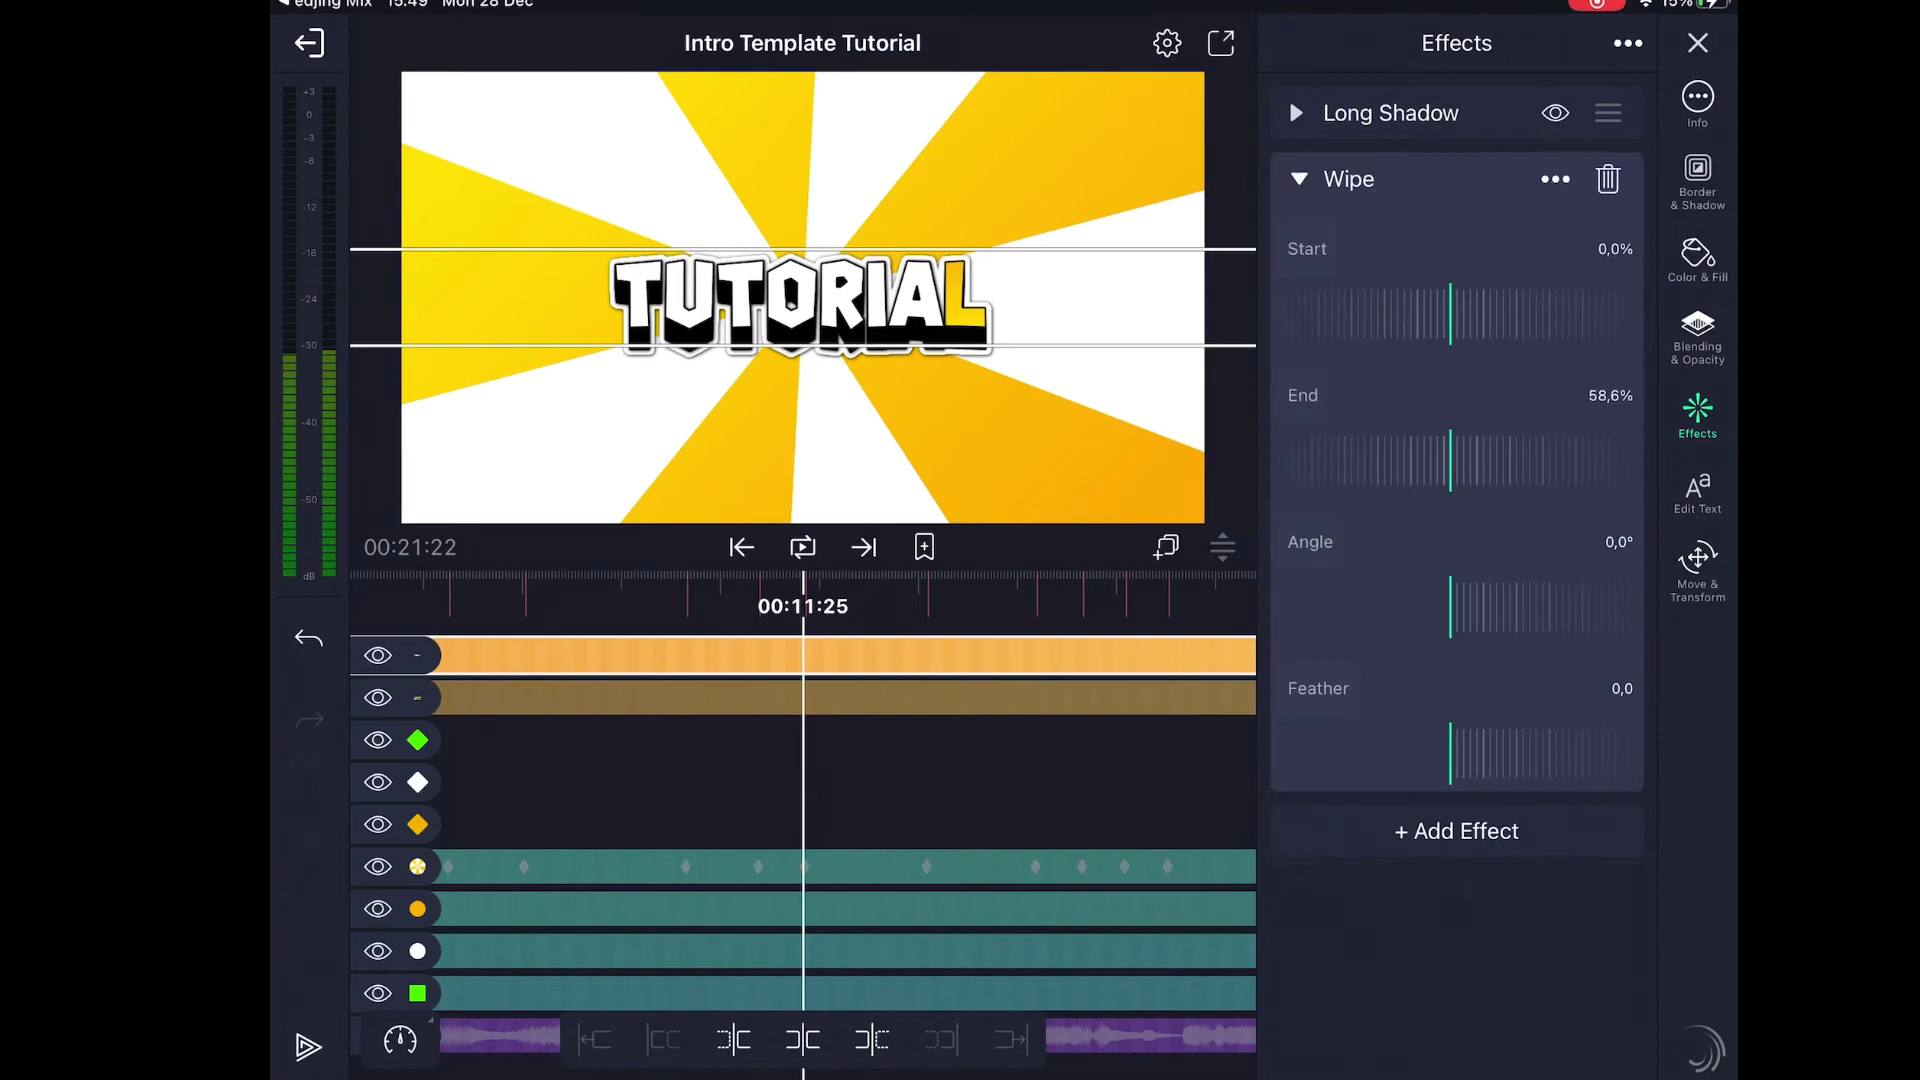 edjing Mix 15:49 Mon 28 Dec
15%
Intro Template Tutorial
Effects
+3
0
-3
-6
-12
-18
-24
-30
-40
-50
dB
TUTORIAL
Long Shadow
Wipe
Start
0,0%
End
58,6%
Angle
0,0°
Feather
0,0
+ Add Effect
Info
Border
& Shadow
Color & Fill
Blending
& Opacity
Effects
Edit Text
Move &
Transform
00:21:22
00:11:25